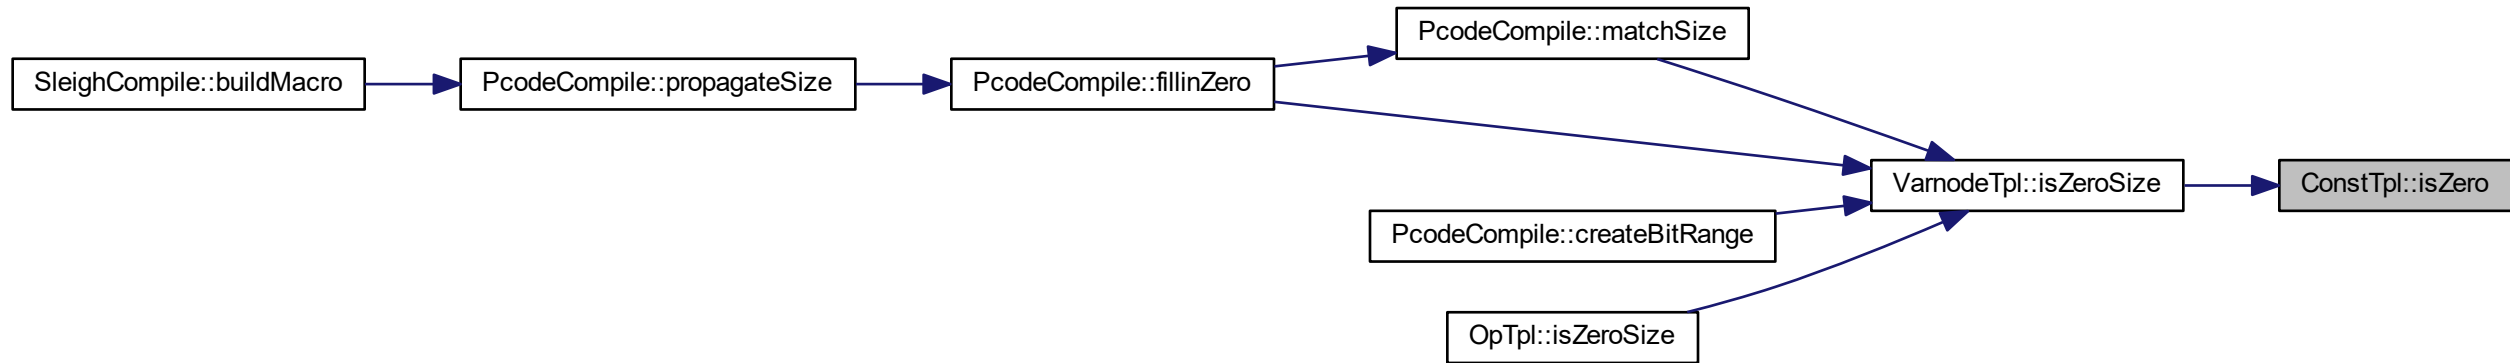 PcodeCompile::matchSize
SleighCompile::buildMacro
PcodeCompile::propagateSize
PcodeCompile::fillinZero
VarnodeTpl::isZeroSize
ConstTpl::isZero
PcodeCompile::createBitRange
OpTpl::isZeroSize